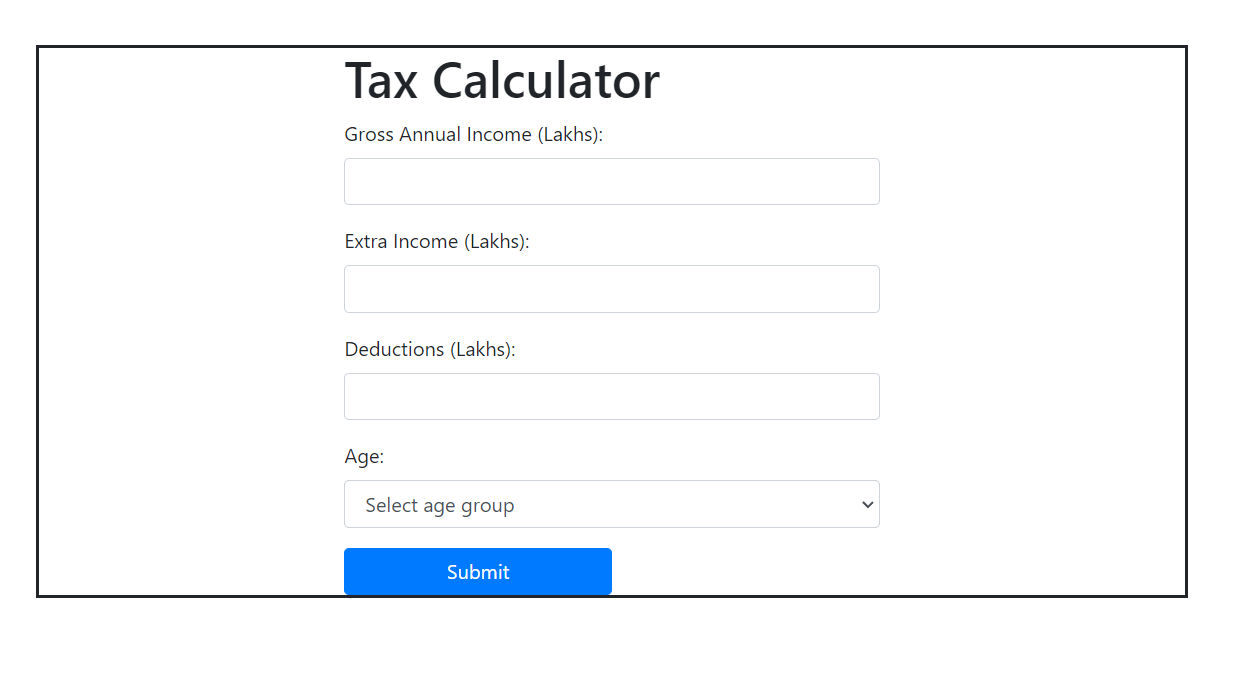 Tax Calculator
Gross Annual Income (Lakhs):
Extra Income (Lakhs):
Deductions (Lakhs):
Age:
Select age group
Submit